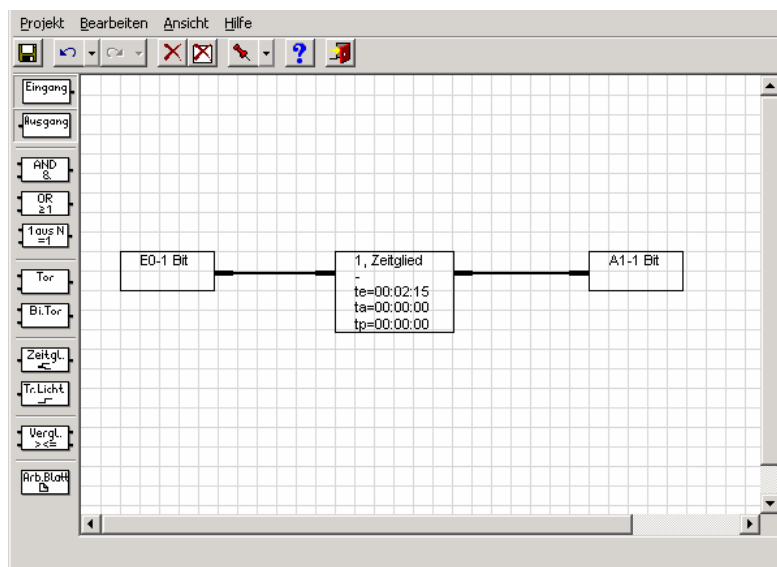 Projekt Bearbeiten Ansicht Hilfe
?
Eingang
Ausgang
AND
&
OR
≥1
1 aus N
=1
Tor
Bi.Tor
Zeitgl.
Tr.Licht
Vergl.
><=
Arb.Blatt
E0-1 Bit
1, Zeitglied
-
te=00:02:15
ta=00:00:00
tp=00:00:00
A1-1 Bit